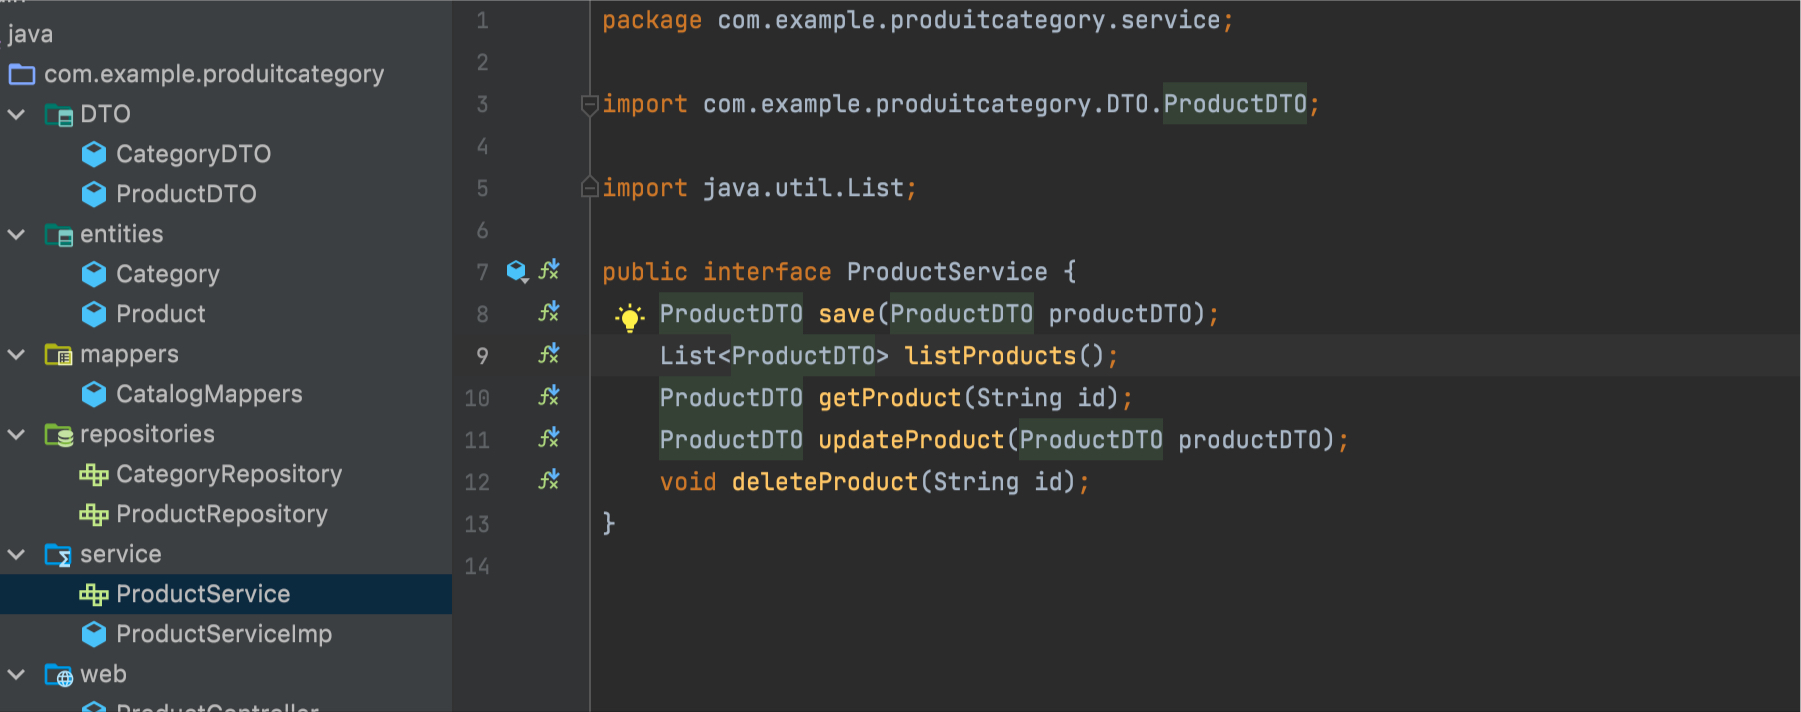 java
com.example.produitcategory
DTO
CategoryDTO
ProductDTO
entities
Category
Product
mappers
CatalogMappers
repositories
CategoryRepository
ProductRepository
service
ProductService
ProductServiceImp
web
ProductController
1 package com.example.produitcategory.service;
2
3 import com.example.produitcategory.DTO.ProductDTO;
4
5 import java.util.List;
6
7 public interface ProductService {
8 ProductDTO save(ProductDTO productDTO);
9 List<ProductDTO> listProducts();
10 ProductDTO getProduct(String id);
11 ProductDTO updateProduct(ProductDTO productDTO);
12 void deleteProduct(String id);
13 }
14